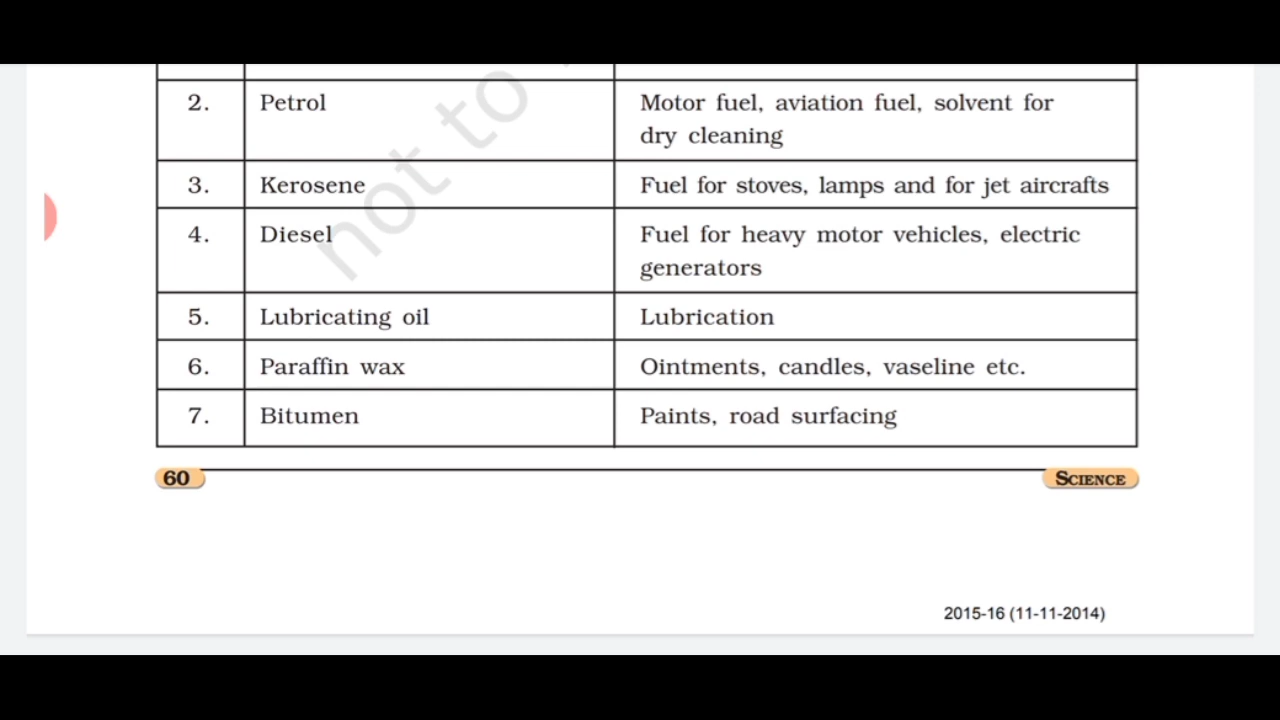 2. Petrol Motor fuel, aviation fuel, solvent for
dry cleaning
3. Kerosene Fuel for stoves, lamps and for jet aircrafts
4. Diesel Fuel for heavy motor vehicles, electric
generators
5. Lubricating oil Lubrication
6. Paraffin wax Ointments, candles, vaseline etc.
7. Bitumen Paints, road surfacing
not to
60 SCIENCE
2015-16 (11-11-2014)